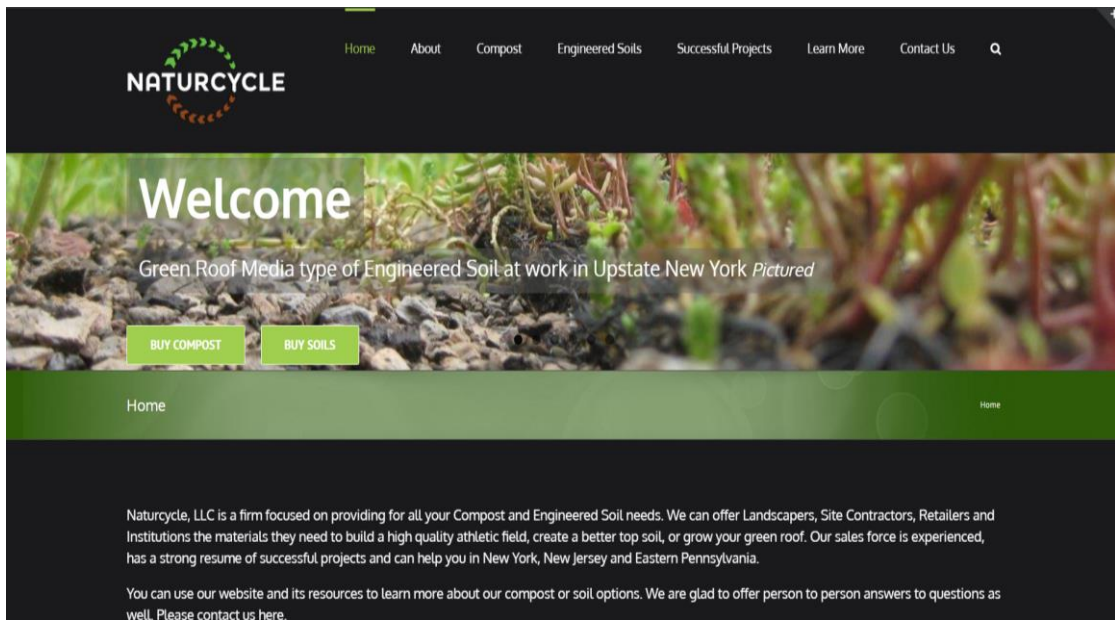 Home About Compost Engineered Soils Successful Projects Learn More Contact Us
NATURCYCLE
Welcome
Green Roof Media type of Engineered Soil at work in Upstate New York Pictured
BUY COMPOST BUY SOILS
Home Home
Naturcycle, LLC is a firm focused on providing for all your Compost and Engineered Soil needs. We can offer Landscapers, Site Contractors, Retailers and
Institutions the materials they need to build a high quality athletic field, create a better top soil, or grow your green roof. Our sales force is experienced,
has a strong resume of successful projects and can help you in New York, New Jersey and Eastern Pennsylvania.
You can use our website and its resources to learn more about our compost or soil options. We are glad to offer person to person answers to questions as
well. Please contact us here.